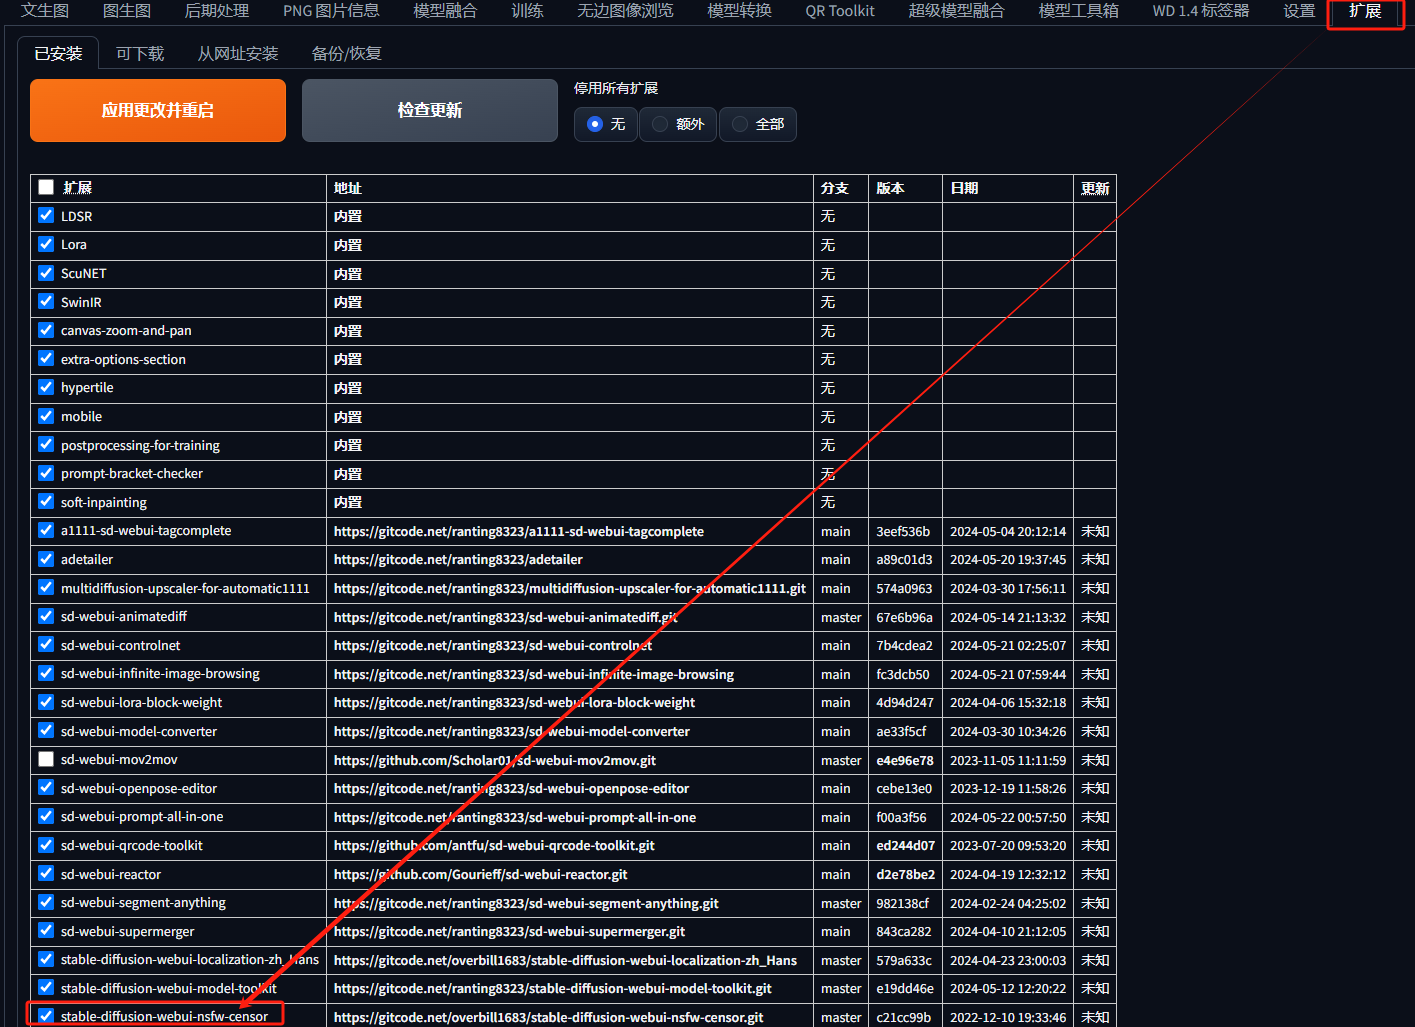 文生图 图生图 后期处理 PNG 图片信息 模型融合 训练 无边图像浏览 模型转换 QR Toolkit 超级模型融合 模型工具箱 WD 1.4 标签器 设置 扩展
已安装 可下载 从网址安装 备份/恢复
停用所有扩展
应用更改并重启 检查更新
无 额外 全部
扩展 地址 分支 版本 日期 更新
LDSR 内置 无
Lora 内置 无
ScuNET 内置 无
SwinIR 内置 无
canvas-zoom-and-pan 内置 无
extra-options-section 内置 无
hypertile 内置 无
mobile 内置 无
postprocessing-for-training 内置 无
prompt-bracket-checker 内置 无
soft-inpainting 内置 无
a1111-sd-webui-tagcomplete https://gitcode.net/ranting8323/a1111-sd-webui-tagcomplete main 3eef536b 2024-05-04 20:12:14 未知
adetailer https://gitcode.net/ranting8323/adetailer main a89c01d3 2024-05-20 19:37:45 未知
multidiffusion-upscaler-for-automatic1111 https://gitcode.net/ranting8323/multidiffusion-upscaler-for-automatic1111.git main 574a0963 2024-03-30 17:56:11 未知
sd-webui-animatediff https://gitcode.net/ranting8323/sd-webui-animatediff.git master 67e6b96a 2024-05-14 21:13:32 未知
sd-webui-controlnet https://gitcode.net/ranting8323/sd-webui-controlnet main 7b4cdea2 2024-05-21 02:25:07 未知
sd-webui-infinite-image-browsing https://gitcode.net/ranting8323/sd-webui-infinite-image-browsing main fc3dcb50 2024-05-21 07:59:44 未知
sd-webui-lora-block-weight https://gitcode.net/ranting8323/sd-webui-lora-block-weight main 4d94d247 2024-04-06 15:32:18 未知
sd-webui-model-converter https://gitcode.net/ranting8323/sd-webui-model-converter main ae33f5cf 2024-03-30 10:34:26 未知
sd-webui-mov2mov https://github.com/Scholar01/sd-webui-mov2mov.git master e4e96e78 2023-11-05 11:11:59 未知
sd-webui-openpose-editor https://gitcode.net/ranting8323/sd-webui-openpose-editor main cebe13e0 2023-12-19 11:58:26 未知
sd-webui-prompt-all-in-one https://gitcode.net/ranting8323/sd-webui-prompt-all-in-one main f00a3f56 2024-05-22 00:57:50 未知
sd-webui-qrcode-toolkit https://github.com/antfu/sd-webui-qrcode-toolkit.git main ed244d07 2023-07-20 09:53:20 未知
sd-webui-reactor https://github.com/Gourieff/sd-webui-reactor.git main d2e78be2 2024-04-19 12:32:12 未知
sd-webui-segment-anything https://gitcode.net/ranting8323/sd-webui-segment-anything.git master 982138cf 2024-02-24 04:25:02 未知
sd-webui-supermerger https://gitcode.net/ranting8323/sd-webui-supermerger.git main 843ca282 2024-04-10 21:12:05 未知
stable-diffusion-webui-localization-zh_Hans https://gitcode.net/overbill1683/stable-diffusion-webui-localization-zh_Hans master 579a633c 2024-04-23 23:00:03 未知
stable-diffusion-webui-model-toolkit https://gitcode.net/ranting8323/stable-diffusion-webui-model-toolkit.git master e19dd46e 2024-05-12 12:20:22 未知
stable-diffusion-webui-nsfw-censor https://gitcode.net/overbill1683/stable-diffusion-webui-nsfw-censor.git master c21cc99b 2022-12-10 19:33:46 未知